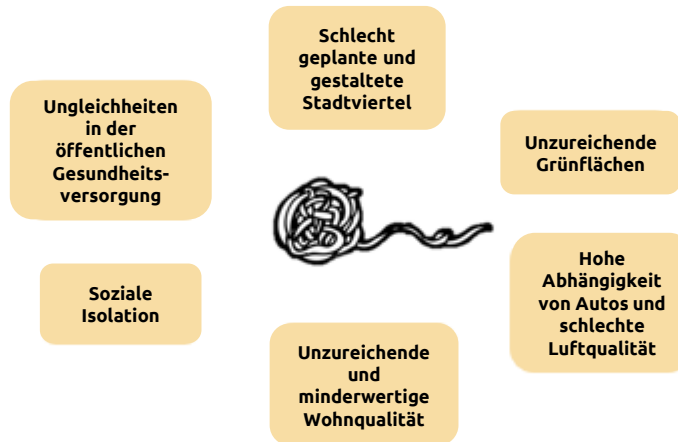 Schlecht
geplante und
gestaltete
Stadtviertel
Ungleichheiten
in der
öffentlichen
Gesundheits-
versorgung
Unzureichende
Grünflächen
Soziale
Isolation
Hohe
Abhängigkeit
von Autos und
schlechte
Luftqualität
Unzureichende
und
minderwertige
Wohnqualität